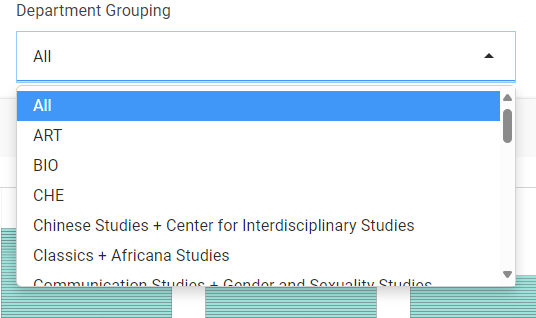 Department Grouping
All
All
ART
BIO
CHE
Chinese Studies + Center for Interdisciplinary Studies
Classics + Africana Studies
Communication Studies + Gender and Sexuality Studies